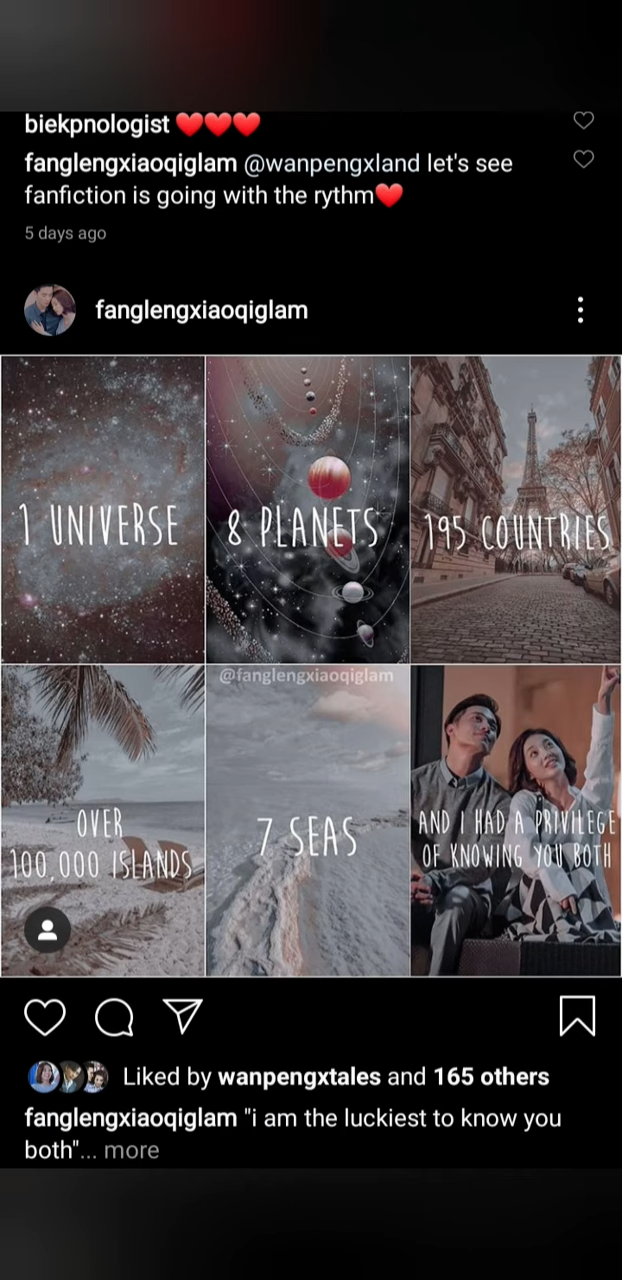 biekpnologist ❤️❤️❤️
fanglengxiaoqiglam @wanpengxland let's see
fanfiction is going with the rythm❤️
5 days ago
fanglengxiaoqiglam
1 UNIVERSE
8 PLANETS
195 COUNTRIES
@fanglengxiaoqiglam
OVER
100,000 ISLANDS
7 SEAS
AND I HAD A PRIVILEGE
OF KNOWING YOU BOTH
Liked by wanpengxtales and 165 others
fanglengxiaoqiglam "i am the luckiest to know you
both"... more